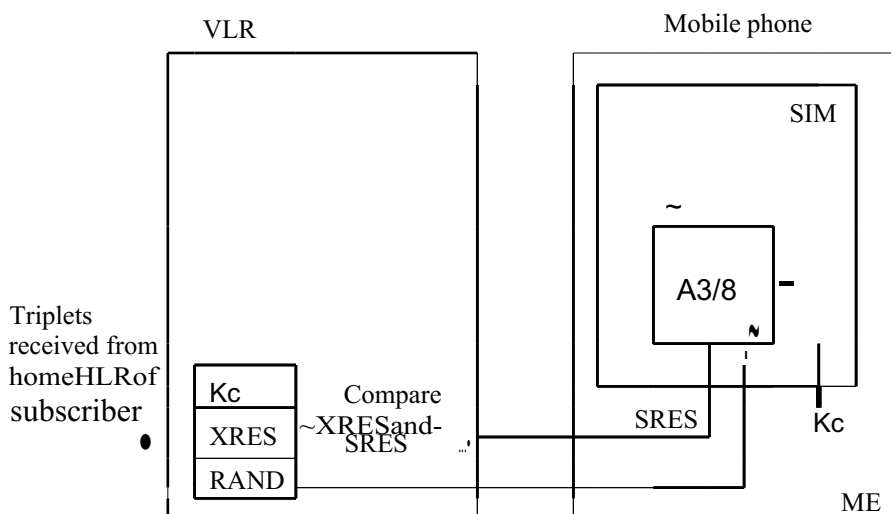 VLR
Mobile phone
SIM
~
A3/8
Triplets
received from
homeHLRof
subscriber
Kc
XRES
RAND
Compare
~XRESand-
SRES
SRES
Kc
ME